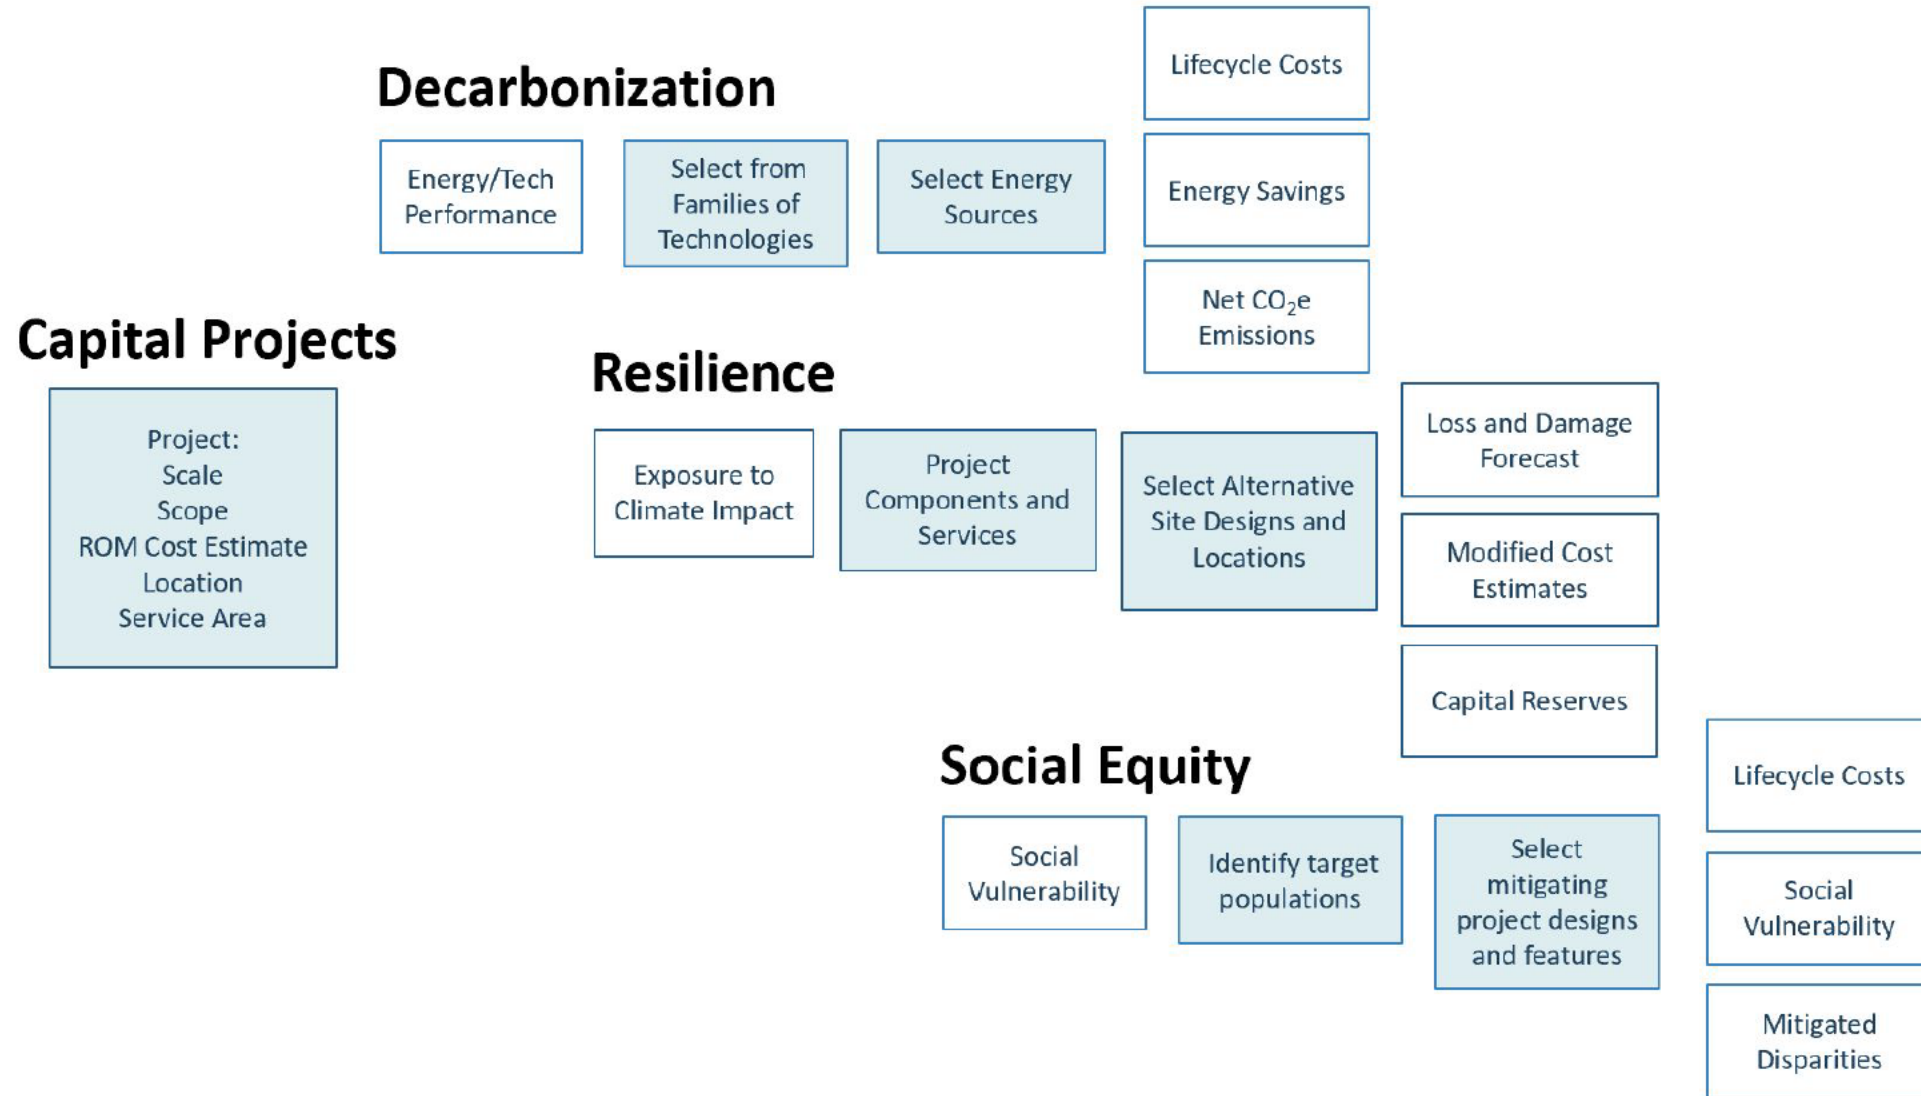 Decarbonization
Energy/Tech
Performance
Select from
Families of
Technologies
Select Energy
Sources
Lifecycle Costs
Energy Savings
Net CO₂e
Emissions
Capital Projects
Project:
Scale
Scope
ROM Cost Estimate
Location
Service Area
Resilience
Exposure to
Climate Impact
Project
Components and
Services
Select Alternative
Site Designs and
Locations
Loss and Damage
Forecast
Modified Cost
Estimates
Capital Reserves
Social Equity
Social
Vulnerability
Identify target
populations
Select
mitigating
project designs
and features
Lifecycle Costs
Social
Vulnerability
Mitigated
Disparities